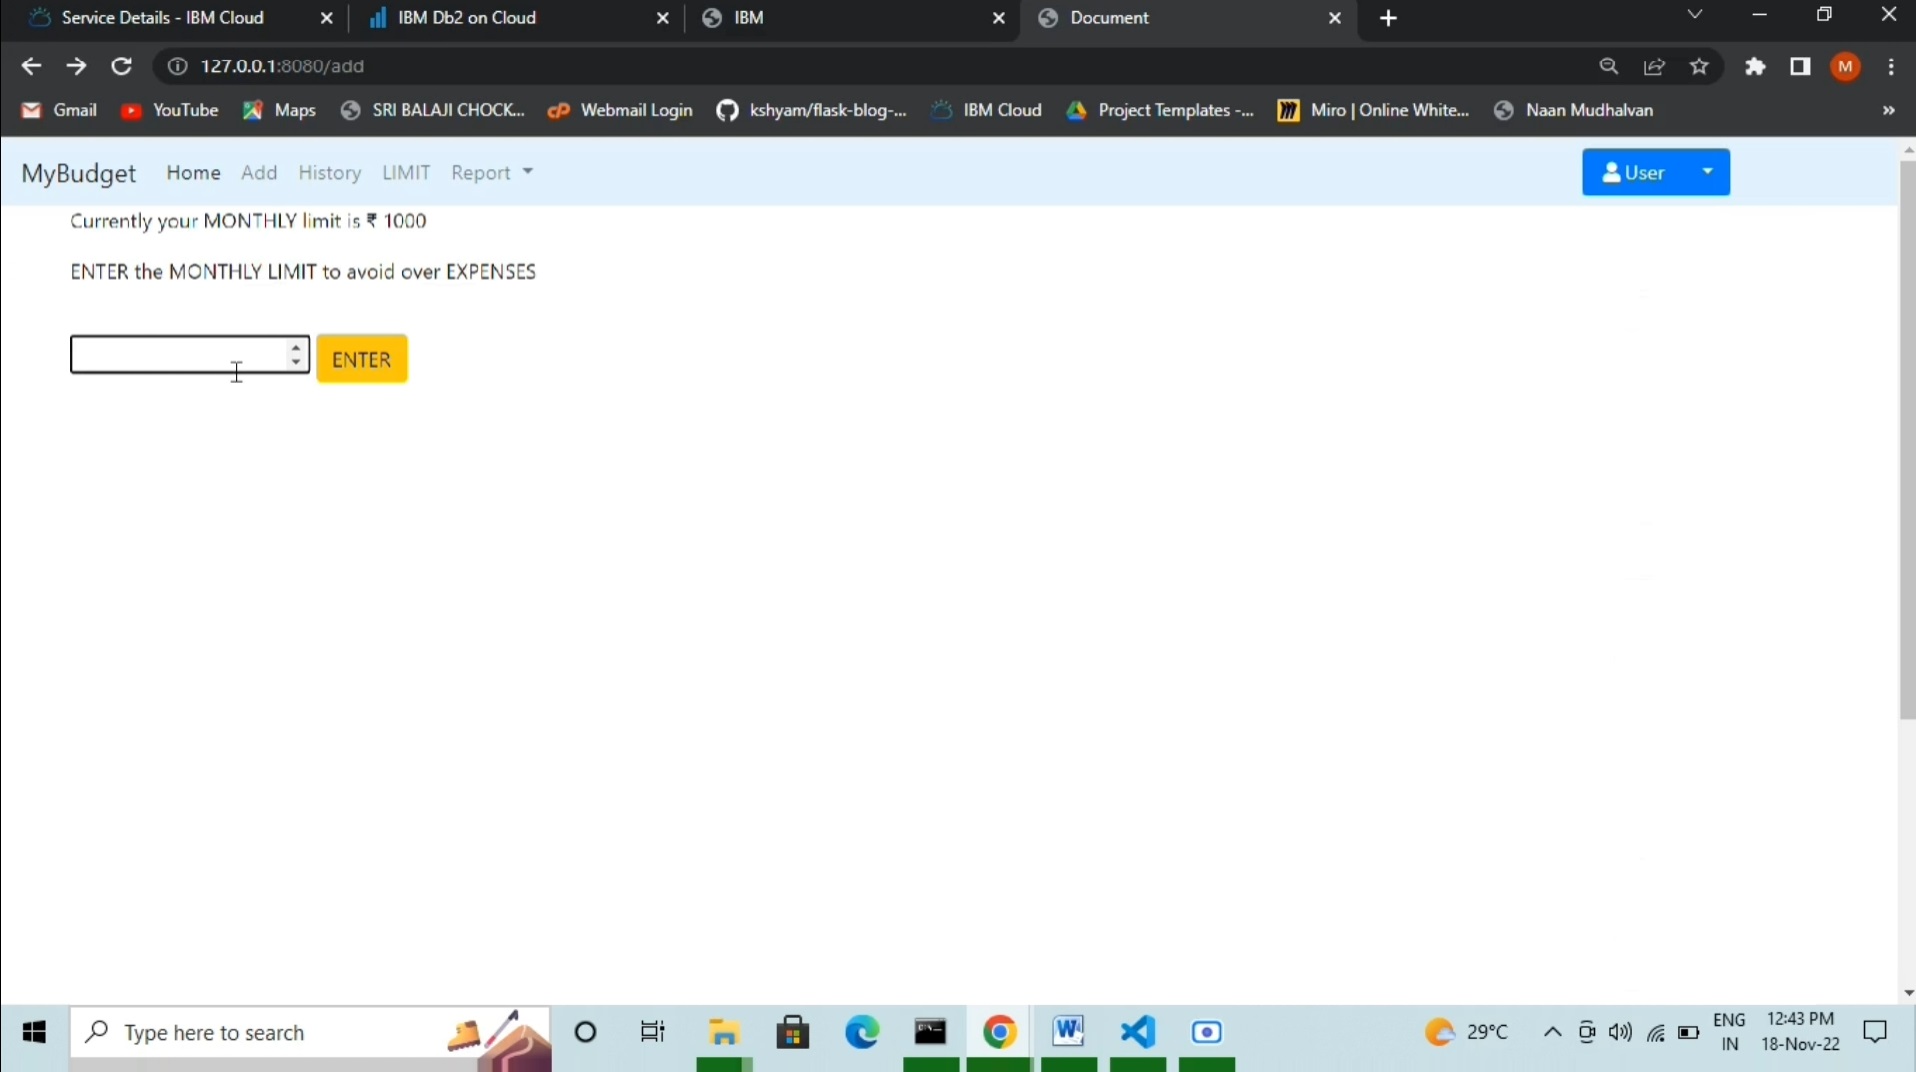 Service Details - IBM Cloud
IBM Db2 on Cloud
IBM
Document
127.0.0.1:8080/add
M
Gmail
YouTube
Maps
SRI BALAJI CHOCK...
cP
Webmail Login
kshyam/flask-blog-...
IBM Cloud
Project Templates -...
Miro | Online White...
Naan Mudhalvan
»
MyBudget
Home
Add
History
LIMIT
Report
User
Currently your MONTHLY limit is ₹ 1000
ENTER the MONTHLY LIMIT to avoid over EXPENSES
ENTER
Type here to search
W
29°C
ENG
IN
12:43 PM
18-Nov-22